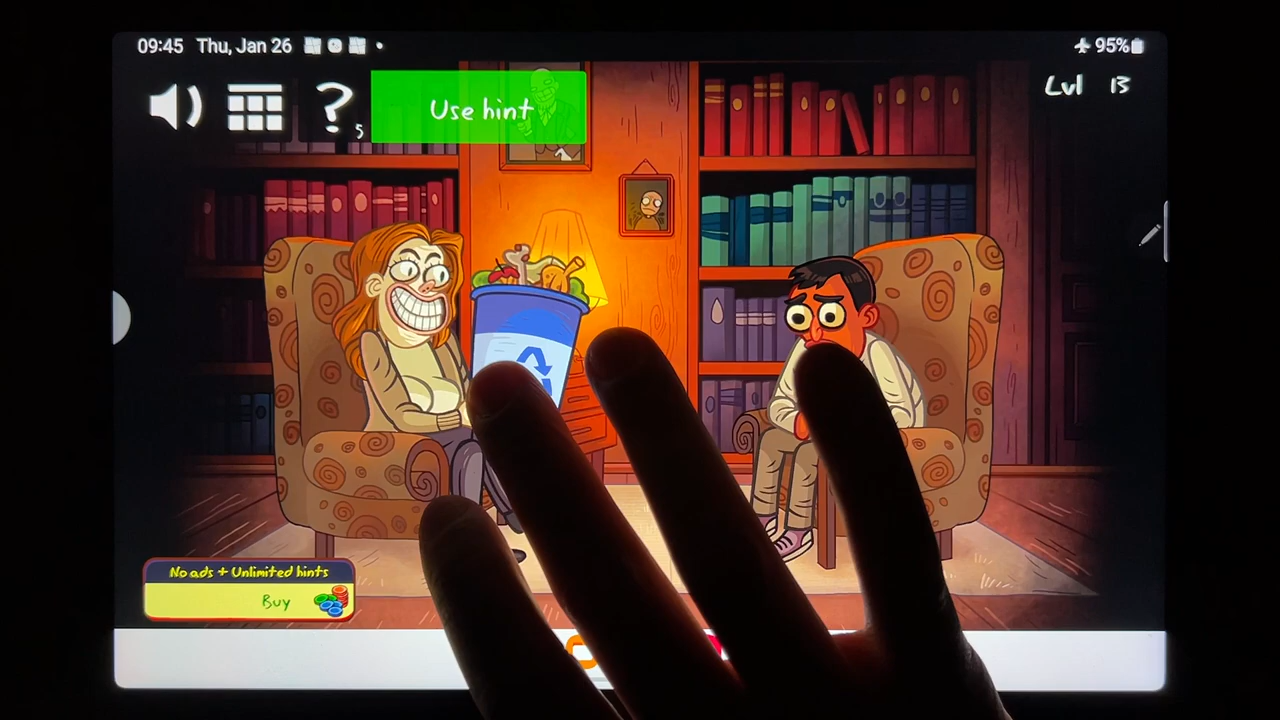 09:45 Thu, Jan 26
95%
Lvl 13
5
Use hint
No ads + Unlimited hints
Buy